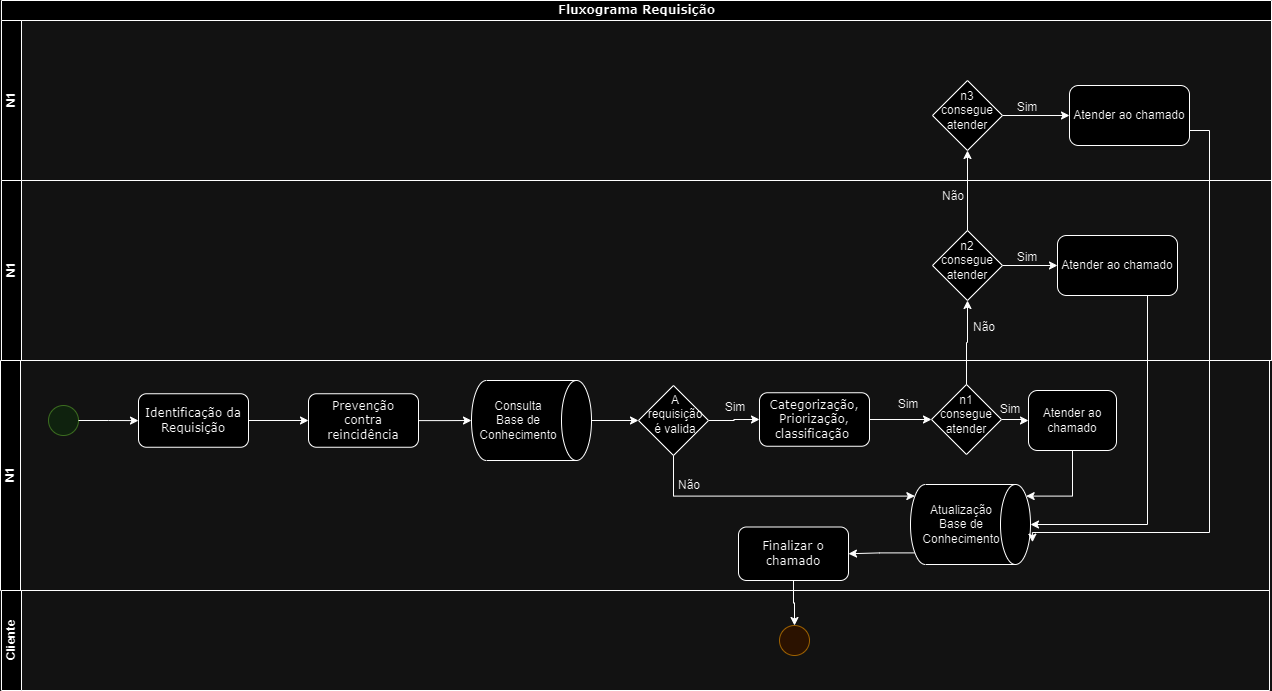 Fluxograma Requisição
N1
n3
consegue
atender
Sim
Atender ao chamado
Não
N1
n2
consegue
atender
Sim
Atender ao chamado
Não
N1
Identificação da
Requisição
Prevenção
contra
reincidência
Consulta
Base de
Conhecimento
A
requisição
é valida
Sim
Categorização,
Priorização,
classificação
Sim
n1
consegue
atender
Sim
Atender ao
chamado
Não
Atualização
Base de
Conhecimento
Finalizar o
chamado
Cliente